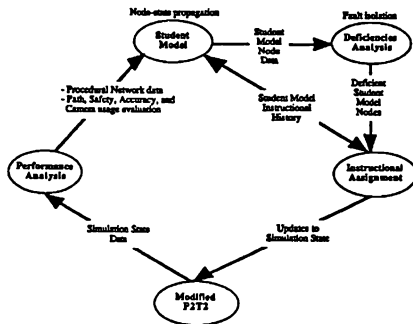 Node-state propagation
Student
Model
Student
Model
Node
Data
Fault isolation
Deficiencies
Analysis
- Procedural Network data
- Path, Safety, Accuracy, and
Camera usage evaluation
Deficient
Student
Model
Nodes
Student Model
Instructional
History
Performance
Analysis
Instructional
Assignment
Simulation State
Data
Updates to
Simulation State
Modified
P2T2